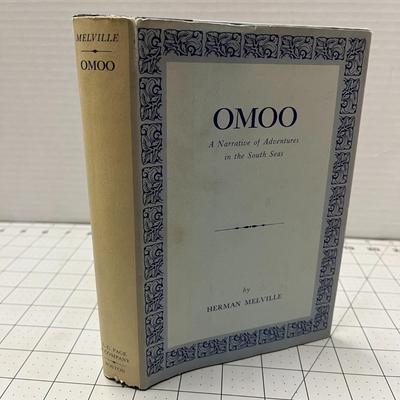 MELVILLE
OMOO
L. C. PAGE
& COMPANY
BOSTON
OMOO
A Narrative of Adventures
in the South Seas
by
HERMAN MELVILLE